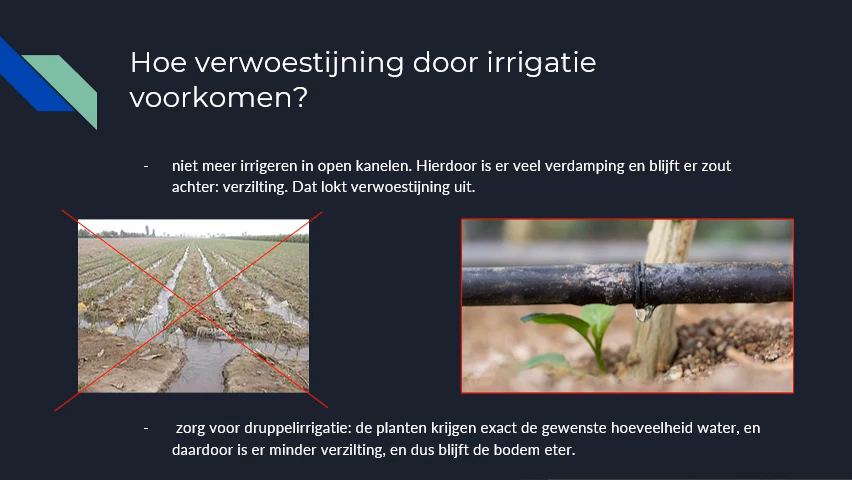 Hoe verwoestijning door irrigatie
voorkomen?
- niet meer irrigeren in open kanelen. Hierdoor is er veel verdamping en blijft er zout
achter: verzilting. Dat lokt verwoestijning uit.
- zorg voor druppelirrigatie: de planten krijgen exact de gewenste hoeveelheid water, en
daardoor is er minder verzilting, en dus blijft de bodem eter.